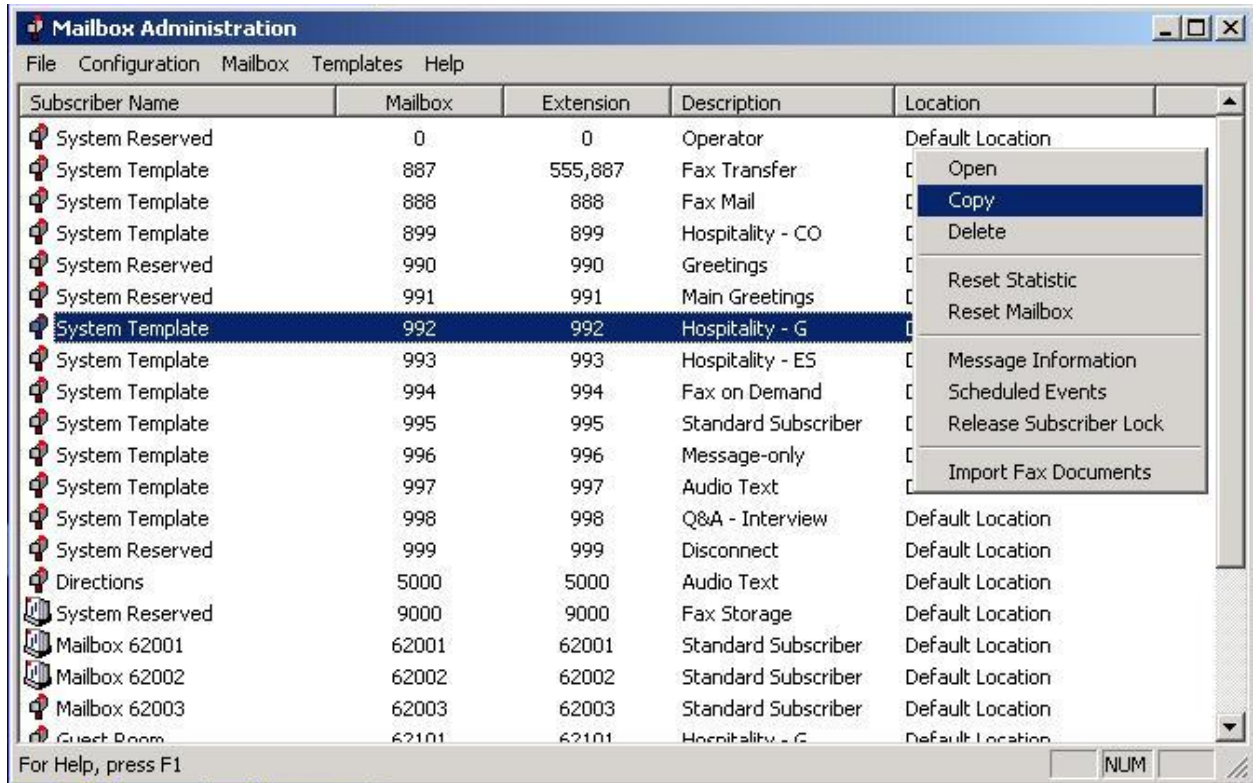 Mailbox Administration
File Configuration Mailbox Templates Help
Subscriber Name Mailbox Extension Description Location
System Reserved 0 0 Operator Default Location
System Template 887 555,887 Fax Transfer
System Template 888 888 Fax Mail
System Template 899 899 Hospitality - CO
System Reserved 990 990 Greetings
System Reserved 991 991 Main Greetings
System Template 992 992 Hospitality - G
System Template 993 993 Hospitality - ES
System Template 994 994 Fax on Demand
System Template 995 995 Standard Subscriber
System Template 996 996 Message-only
System Template 997 997 Audio Text
System Template 998 998 Q&A - Interview Default Location
System Reserved 999 999 Disconnect Default Location
Directions 5000 5000 Audio Text Default Location
System Reserved 9000 9000 Fax Storage Default Location
Mailbox 62001 62001 62001 Standard Subscriber Default Location
Mailbox 62002 62002 62002 Standard Subscriber Default Location
Mailbox 62003 62003 62003 Standard Subscriber Default Location
Guest Room 62101 62101 Hospitality - G Default Location
Open
Copy
Delete
Reset Statistic
Reset Mailbox
Message Information
Scheduled Events
Release Subscriber Lock
Import Fax Documents
For Help, press F1 NUM